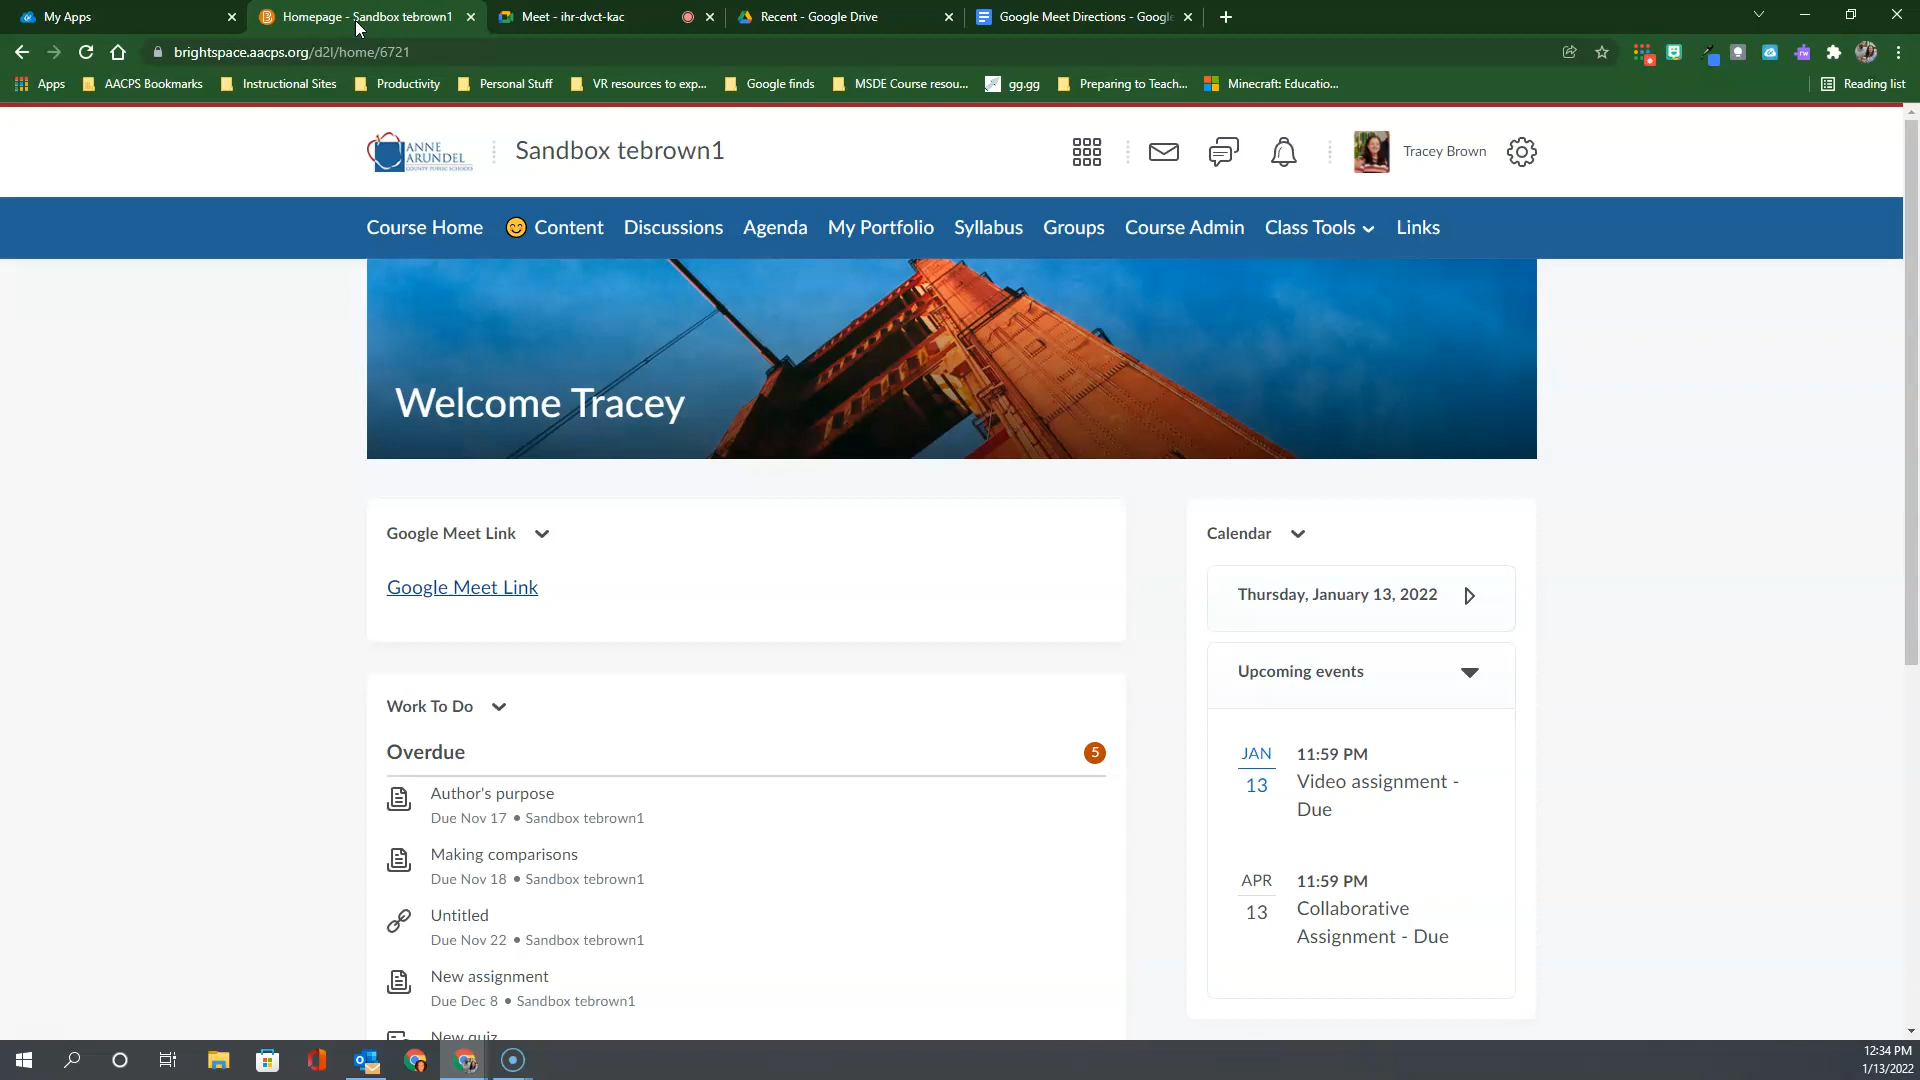 My Apps
Homepage - Sandbox tebrown1
Meet - ihr-dvct-kac
Recent - Google Drive
Google Meet Directions - Google
brightspace.aacps.org/d2l/home/6721
Apps
AACPS Bookmarks
Instructional Sites
Productivity
Personal Stuff
VR resources to exp...
Google finds
MSDE Course resou...
gg.gg
Preparing to Teach...
Minecraft: Educatio...
Reading list
ANNE
ARUNDEL
COUNTY PUBLIC SCHOOLS
Sandbox tebrown1
Tracey Brown
Course Home
Content
Discussions
Agenda
My Portfolio
Syllabus
Groups
Course Admin
Class Tools
Links
Welcome Tracey
Google Meet Link
Google Meet Link
Work To Do
Overdue
5
Author's purpose
Due Nov 17 • Sandbox tebrown1
Making comparisons
Due Nov 18 • Sandbox tebrown1
Untitled
Due Nov 22 • Sandbox tebrown1
New assignment
Due Dec 8 • Sandbox tebrown1
New quiz
Calendar
Thursday, January 13, 2022
Upcoming events
JAN
13
11:59 PM
Video assignment -
Due
APR
13
11:59 PM
Collaborative
Assignment - Due
12:34 PM
1/13/2022